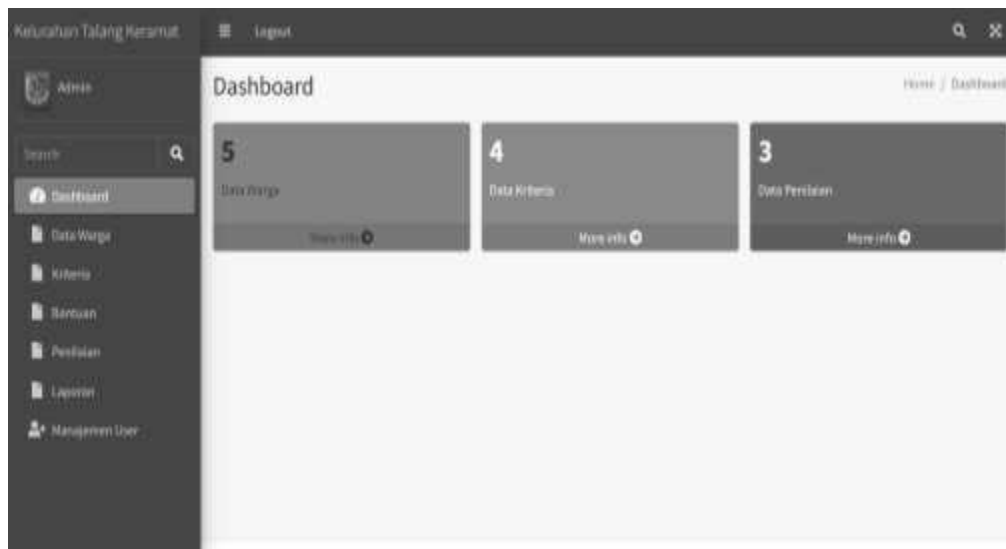 Kelurahan Talang Keramat
Logout
Admin
Search
Dashboard
Data Warga
Kriteria
Bantuan
Penilaian
Laporan
Manajemen User
Dashboard
Home / Dashboard
5
Data Warga
More info
4
Data Kriteria
More info
3
Data Penilaian
More info